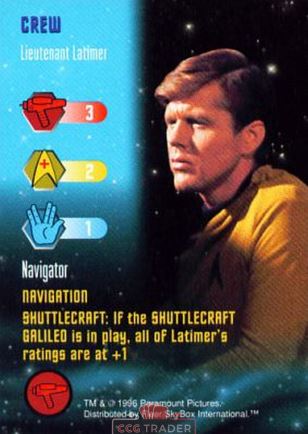 CREW
Lieutenant Latimer
3
2
1
Navigator
NAVIGATION
SHUTTLECRAFT: If the SHUTTLECRAFT
GALILEO is in play, all of Latimer's
ratings are at +1
TM & © 1996 Paramount Pictures.
Distributed by SkyBox International.™
CCG TRADER